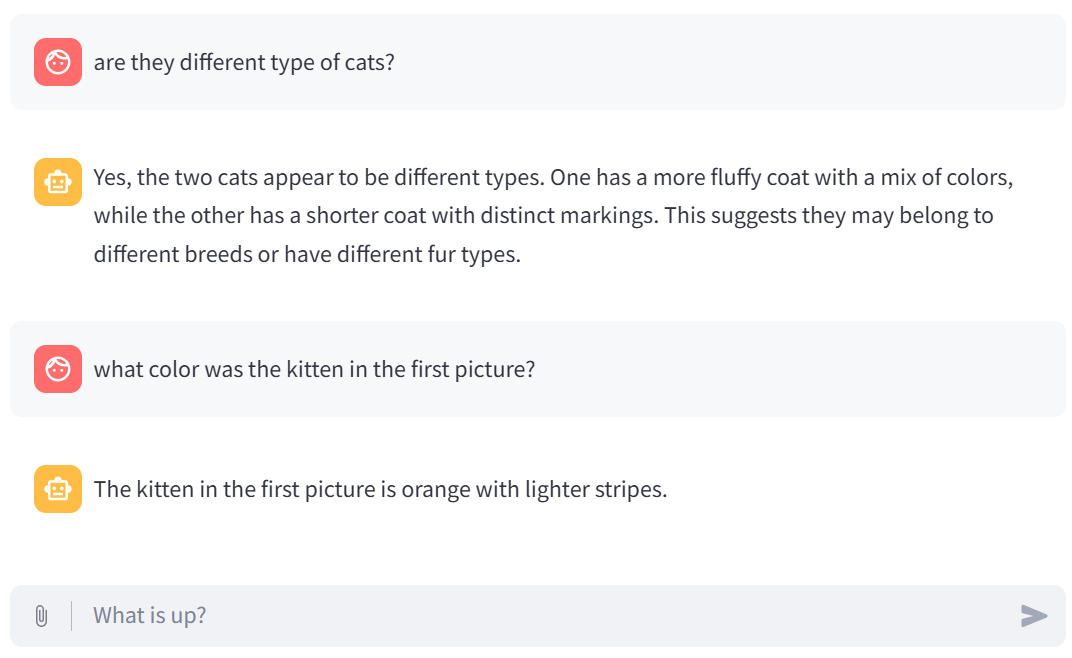 are they different type of cats?
Yes, the two cats appear to be different types. One has a more fluffy coat with a mix of colors,
while the other has a shorter coat with distinct markings. This suggests they may belong to
different breeds or have different fur types.
what color was the kitten in the first picture?
The kitten in the first picture is orange with lighter stripes.
What is up?